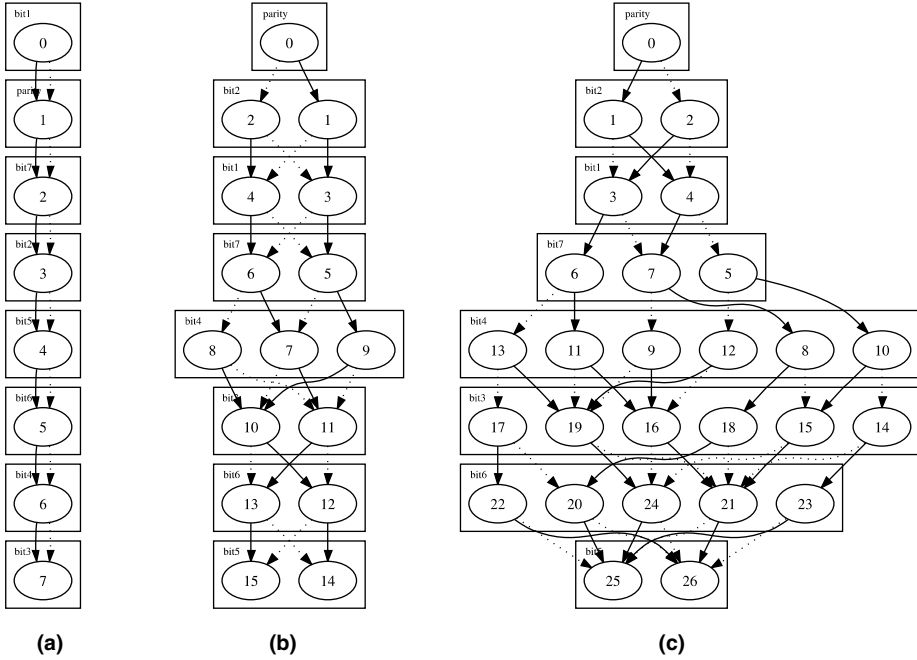 bit1
0
parity
1
bit7
2
bit2
3
bit5
4
bit6
5
bit4
6
bit3
7
(a)
parity
0
bit2
2 1
bit1
4 3
bit7
6 5
bit4
8 7 9
10 11
bit6
13 12
bit5
15 14
(b)
parity
0
bit2
1 2
bit1
3 4
bit7
6 7 5
bit4
13 11 9 12 8 10
bit3
17 19 16 18 15 14
bit6
22 20 24 21 23
25 26
(c)